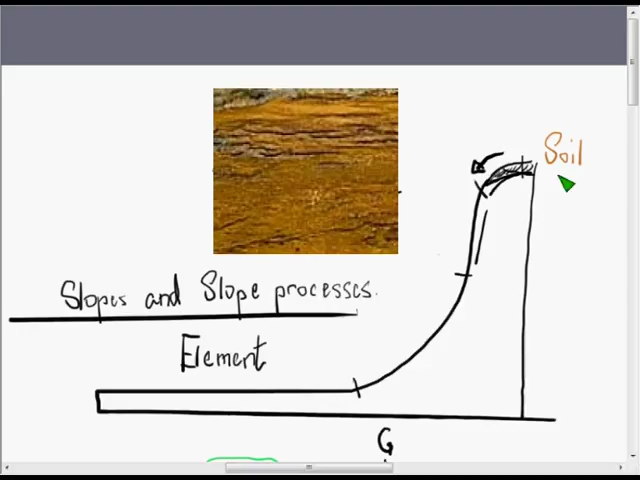 Soil
Slopes and Slope processes.
Element
G